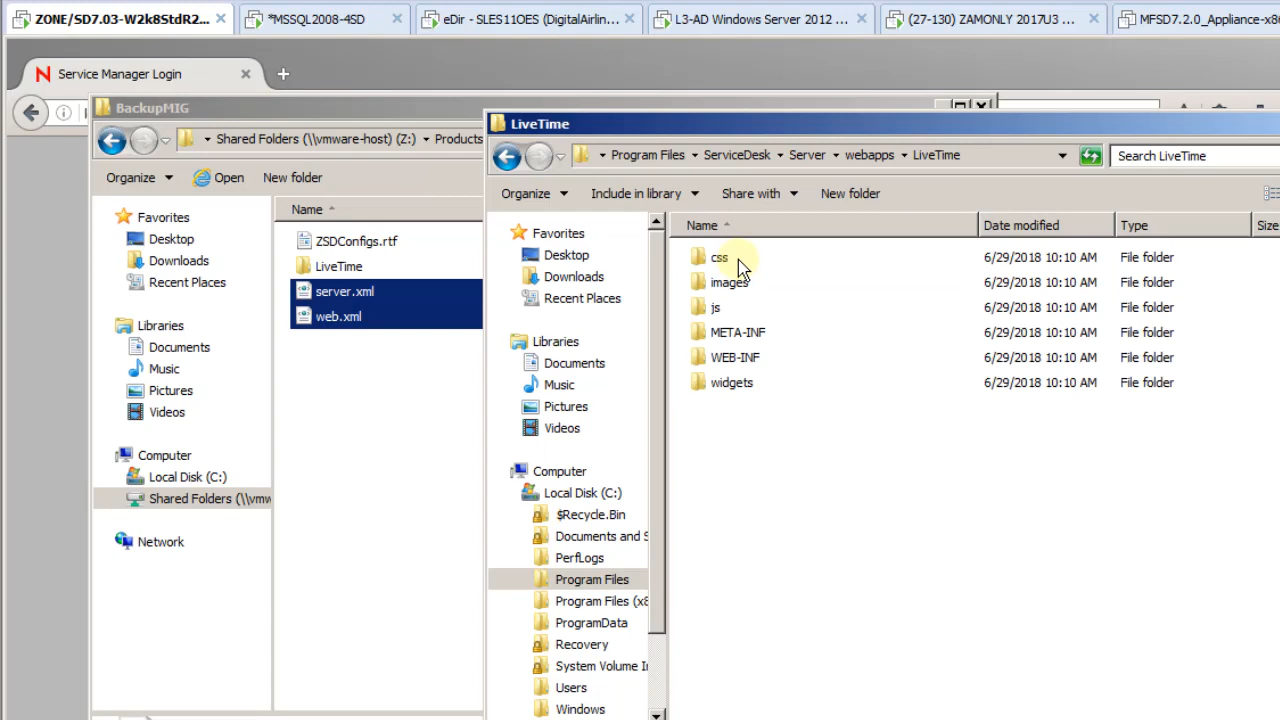 ZONE/SD7.03-W2k8StdR2...
*MSSQL2008-4SD
eDir - SLES11OES (DigitalAirlin...
L3-AD Windows Server 2012 ...
(27-130) ZAMONLY 2017U3 ...
MFSD7.2.0_Appliance-x8
N Service Manager Login
BackupMIG
Shared Folders (\\vmware-host) (Z:)
Products
Organize
Open
New folder
Name
Favorites
Desktop
Downloads
Recent Places
Libraries
Documents
Music
Pictures
Videos
Computer
Local Disk (C:)
Shared Folders (\\vmw
Network
ZSDConfigs.rtf
LiveTime
server.xml
web.xml
LiveTime
Program Files
ServiceDesk
Server
webapps
LiveTime
Search LiveTime
Organize
Include in library
Share with
New folder
Favorites
Desktop
Downloads
Recent Places
Libraries
Documents
Music
Pictures
Videos
Computer
Local Disk (C:)
$Recycle.Bin
Documents and S
PerfLogs
Program Files
Program Files (x8
ProgramData
Recovery
System Volume I
Users
Windows
Name
Date modified
Type
Size
css 6/29/2018 10:10 AM File folder
images 6/29/2018 10:10 AM File folder
js 6/29/2018 10:10 AM File folder
META-INF 6/29/2018 10:10 AM File folder
WEB-INF 6/29/2018 10:10 AM File folder
widgets 6/29/2018 10:10 AM File folder